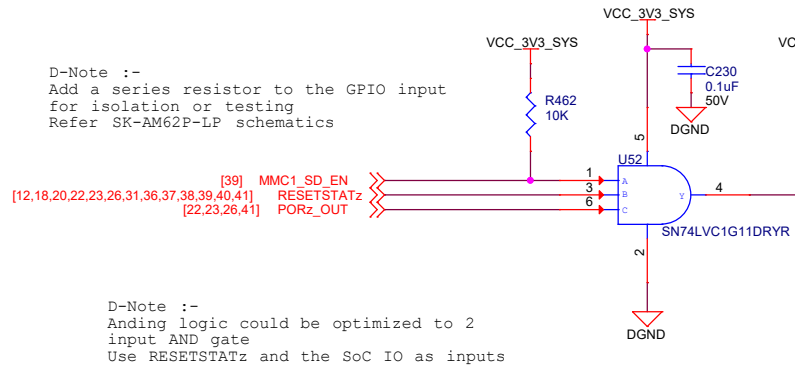 VCC_3V3_SYS
VCC_3V3_SYS
VC
D-Note :-
Add a series resistor to the GPIO input
for isolation or testing
Refer SK-AM62P-LP schematics
R462
10K
C230
0.1uF
50V
DGND
5
U52
[39] MMC1_SD_EN 1 A
[12,18,20,22,23,26,31,36,37,38,39,40,41] RESETSTATz 3 B Y 4
[22,23,26,41] PORz_OUT 6 C
SN74LVC1G11DRYR
2
DGND
D-Note :-
Anding logic could be optimized to 2
input AND gate
Use RESETSTATz and the SoC IO as inputs